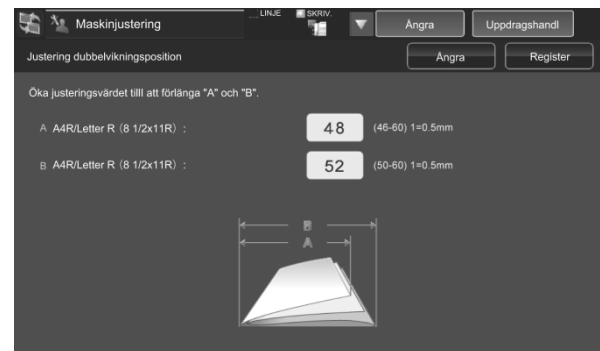 Maskinjustering LINJE SKRIV. Ångra Uppdragshandl
Justering dubbelvikningsposition Ångra Register
Öka justeringsvärdet tilll att förlänga "A" och "B".
A A4R/Letter R (8 1/2x11R) : 48 (46-60) 1=0.5mm
B A4R/Letter R (8 1/2x11R) : 52 (50-60) 1=0.5mm
B
A